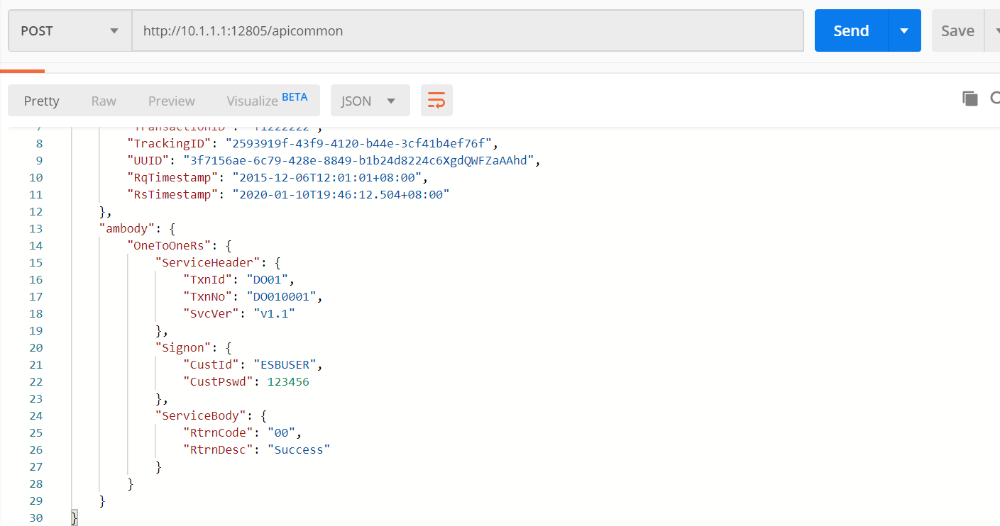 POST
http://10.1.1.1:12805/apicommon
Send
Save
Pretty
Raw
Preview
Visualize BETA
JSON
7 "TransactionID": "T1222222",
8 "TrackingID": "2593919f-43f9-4120-b44e-3cf41b4ef76f",
9 "UUID": "3f7156ae-6c79-428e-8849-b1b24d8224c6XgdQWFZaAAhd",
10 "RqTimestamp": "2015-12-06T12:01:01+08:00",
11 "RsTimestamp": "2020-01-10T19:46:12.504+08:00"
12 },
13 "ambody": {
14 "OneToOneRs": {
15 "ServiceHeader": {
16 "TxnId": "DO01",
17 "TxnNo": "DO010001",
18 "SvcVer": "v1.1"
19 },
20 "Signon": {
21 "CustId": "ESBUSER",
22 "CustPswd": 123456
23 },
24 "ServiceBody": {
25 "RtrnCode": "00",
26 "RtrnDesc": "Success"
27 }
28 }
29 }
30 }